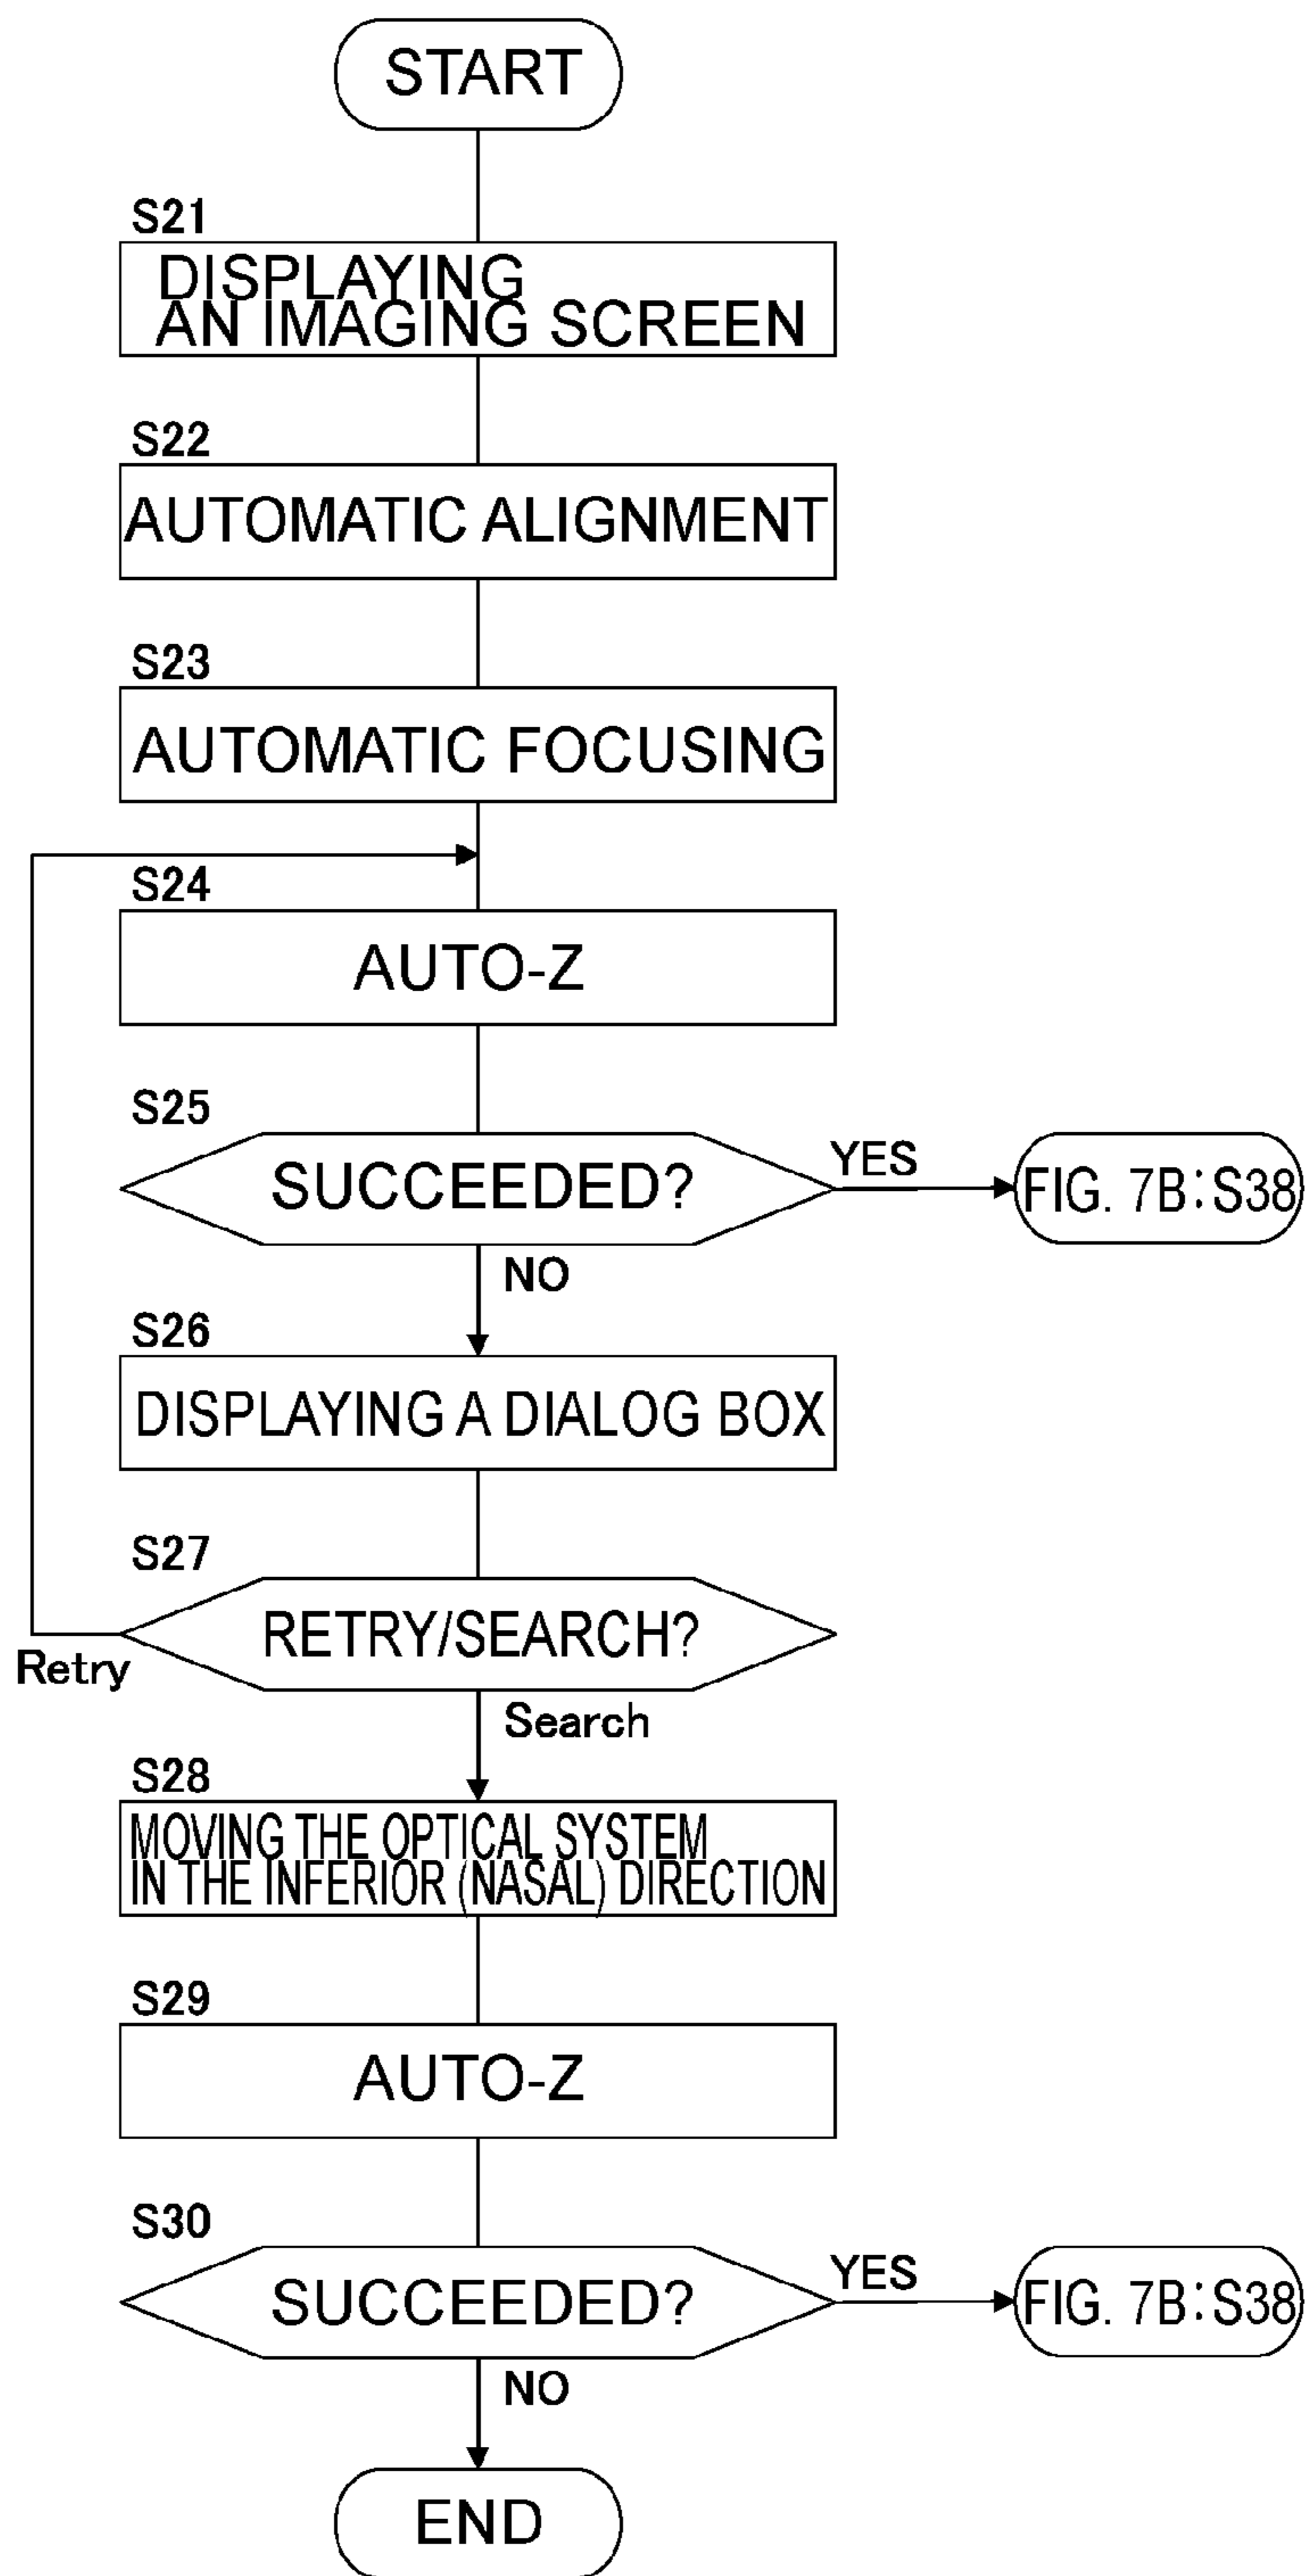 START
S21
DISPLAYING
AN IMAGING SCREEN
S22
AUTOMATIC ALIGNMENT
S23
AUTOMATIC FOCUSING
S24
AUTO-Z
S25
SUCCEEDED?
YES
FIG. 7B:S38
NO
S26
DISPLAYING A DIALOG BOX
S27
RETRY/SEARCH?
Retry
Search
S28
MOVING THE OPTICAL SYSTEM
IN THE INFERIOR (NASAL) DIRECTION
S29
AUTO-Z
S30
SUCCEEDED?
YES
FIG. 7B:S38
NO
END